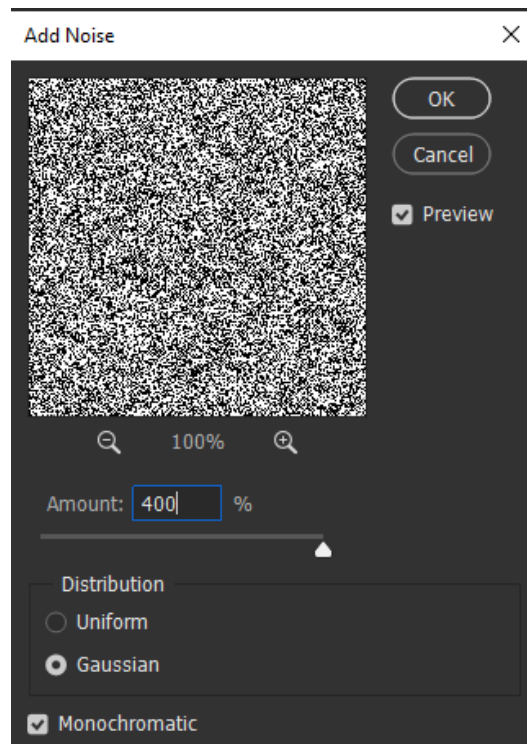 Add Noise
OK
Cancel
Preview
100%
Amount: 400 %
Distribution
Uniform
Gaussian
Monochromatic